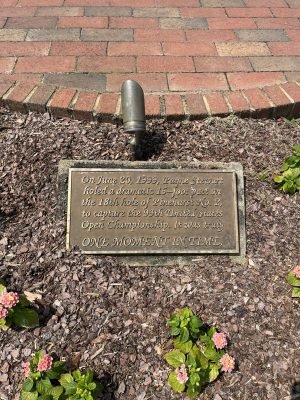 On June 20, 1999, Payne Stewart
holed a dramatic 15-foot putt on
the 18th hole of Pinehurst No. 2,
to capture the 99th United States
Open Championship. It was truly
ONE MOMENT IN TIME.